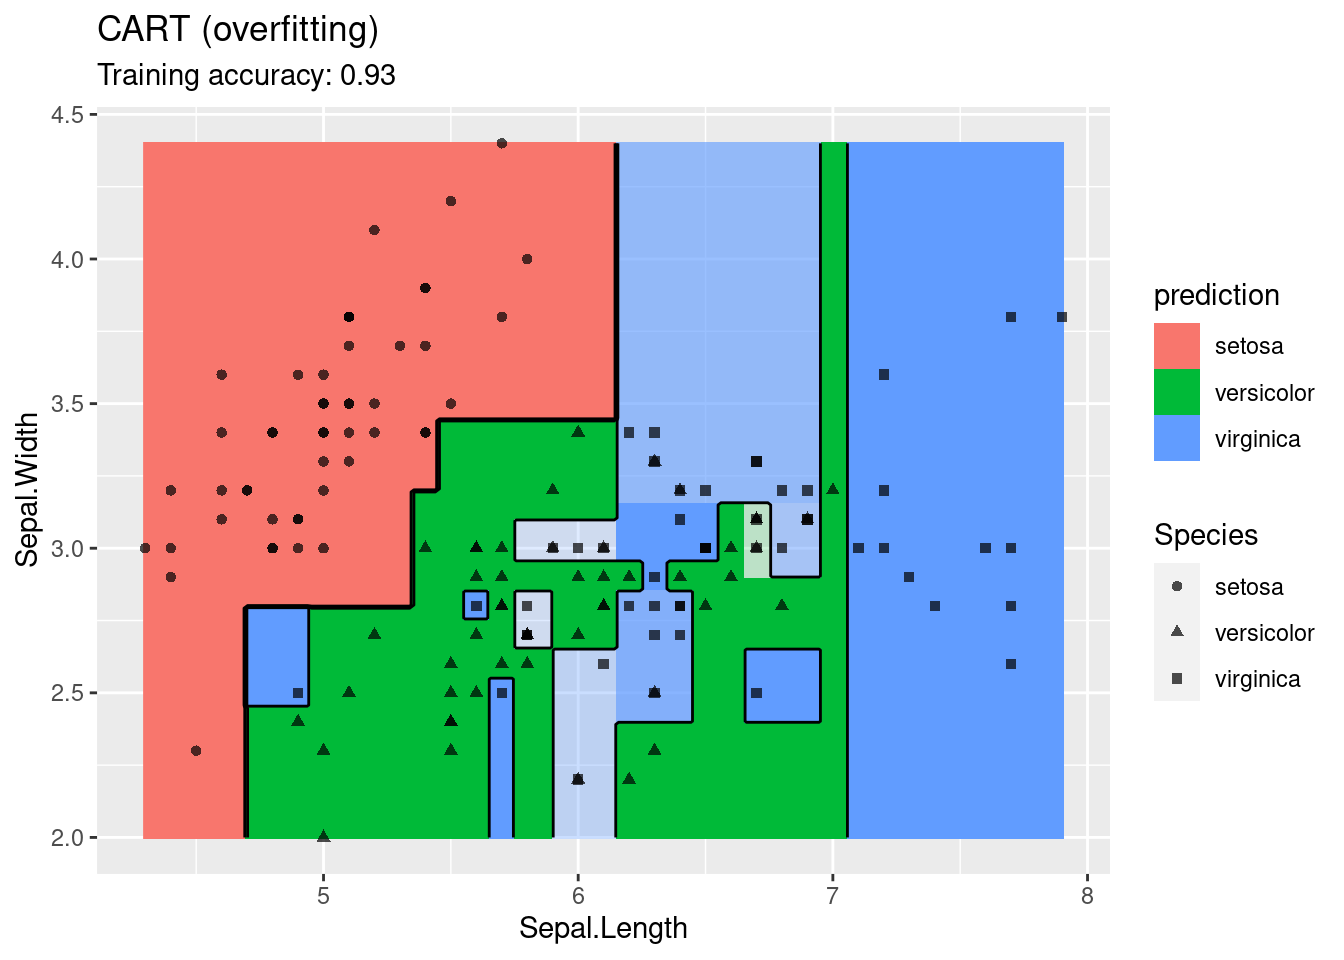 CART (overfitting)
Training accuracy: 0.93
4.5
4.0
3.5
3.0
2.5
2.0
Sepal.Width
5
6
7
8
Sepal.Length
prediction
setosa
versicolor
virginica
Species
setosa
versicolor
virginica